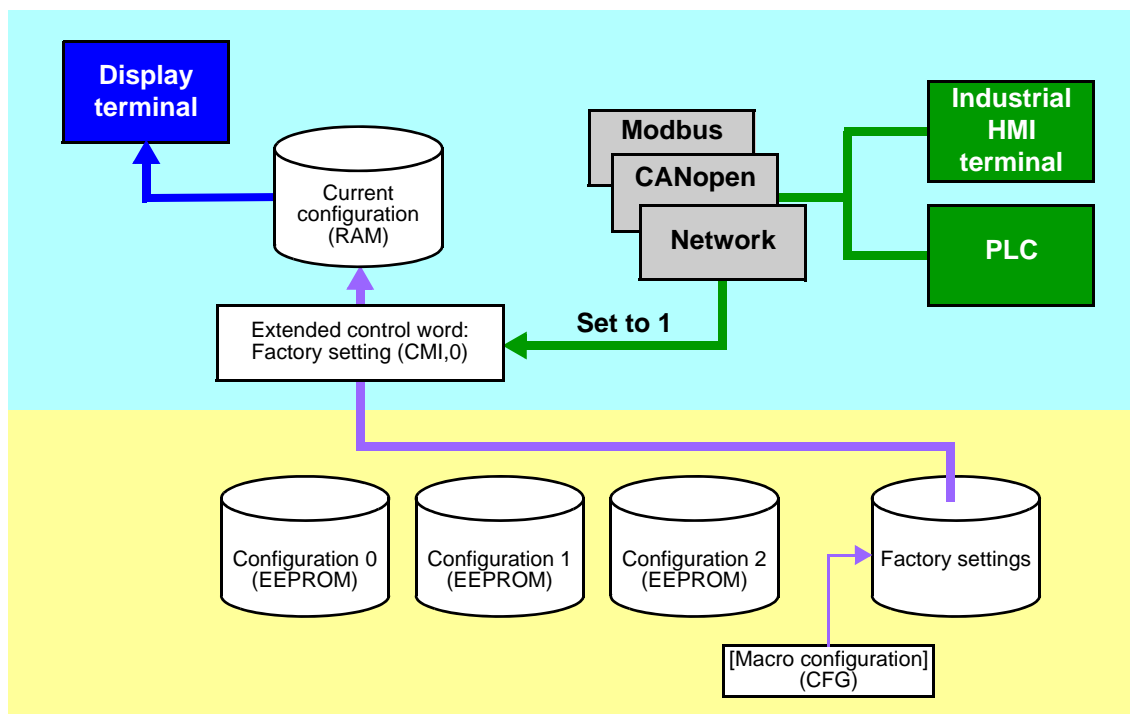 Display
terminal
Industrial
HMI
terminal
Modbus
CANopen
Network
Current
configuration
(RAM)
PLC
Extended control word:
Factory setting (CMI,0)
Set to 1
Configuration 0
(EEPROM)
Configuration 1
(EEPROM)
Configuration 2
(EEPROM)
Factory settings
[Macro configuration]
(CFG)